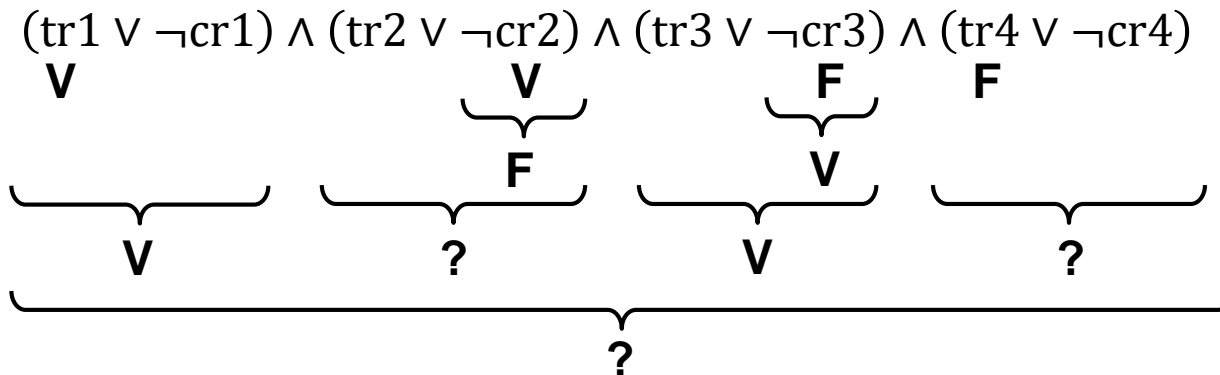 (tr1 ∨ ¬cr1) ∧ (tr2 ∨ ¬cr2) ∧ (tr3 ∨ ¬cr3) ∧ (tr4 ∨ ¬cr4)
V V F F
F V
V ? V ?
?